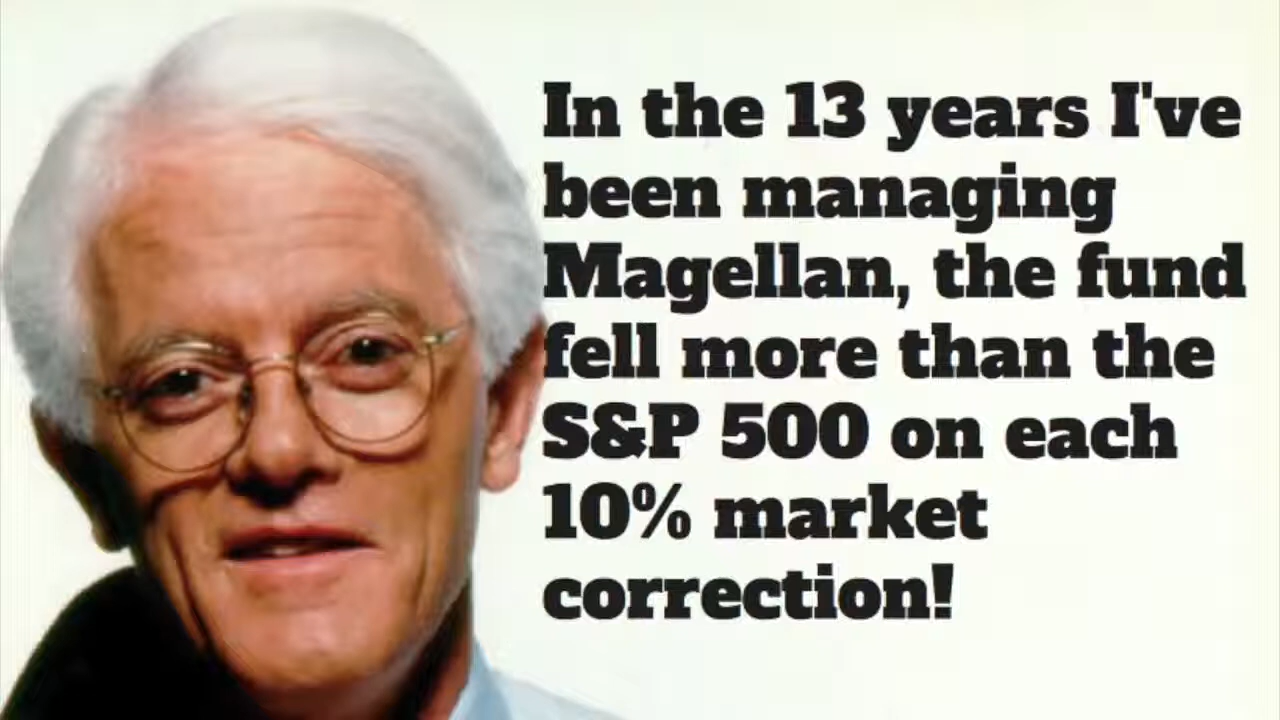 In the 13 years I've
been managing
Magellan, the fund
fell more than the
S&P 500 on each
10% market
correction!